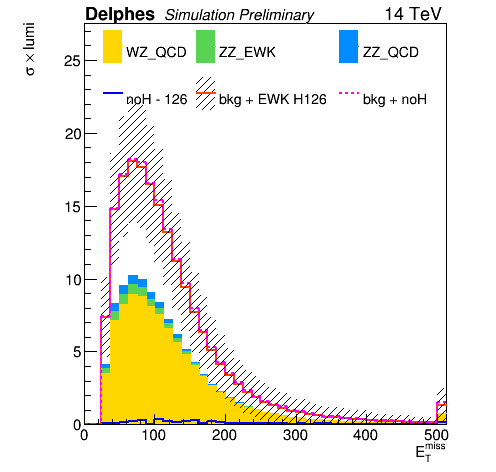 Delphes Simulation Preliminary 14 TeV
σ × lumi
WZ_QCD ZZ_EWK ZZ_QCD
noH - 126 bkg + EWK H126 bkg + noH
25
20
15
10
5
0
0 100 200 300 400 500
E_T^miss